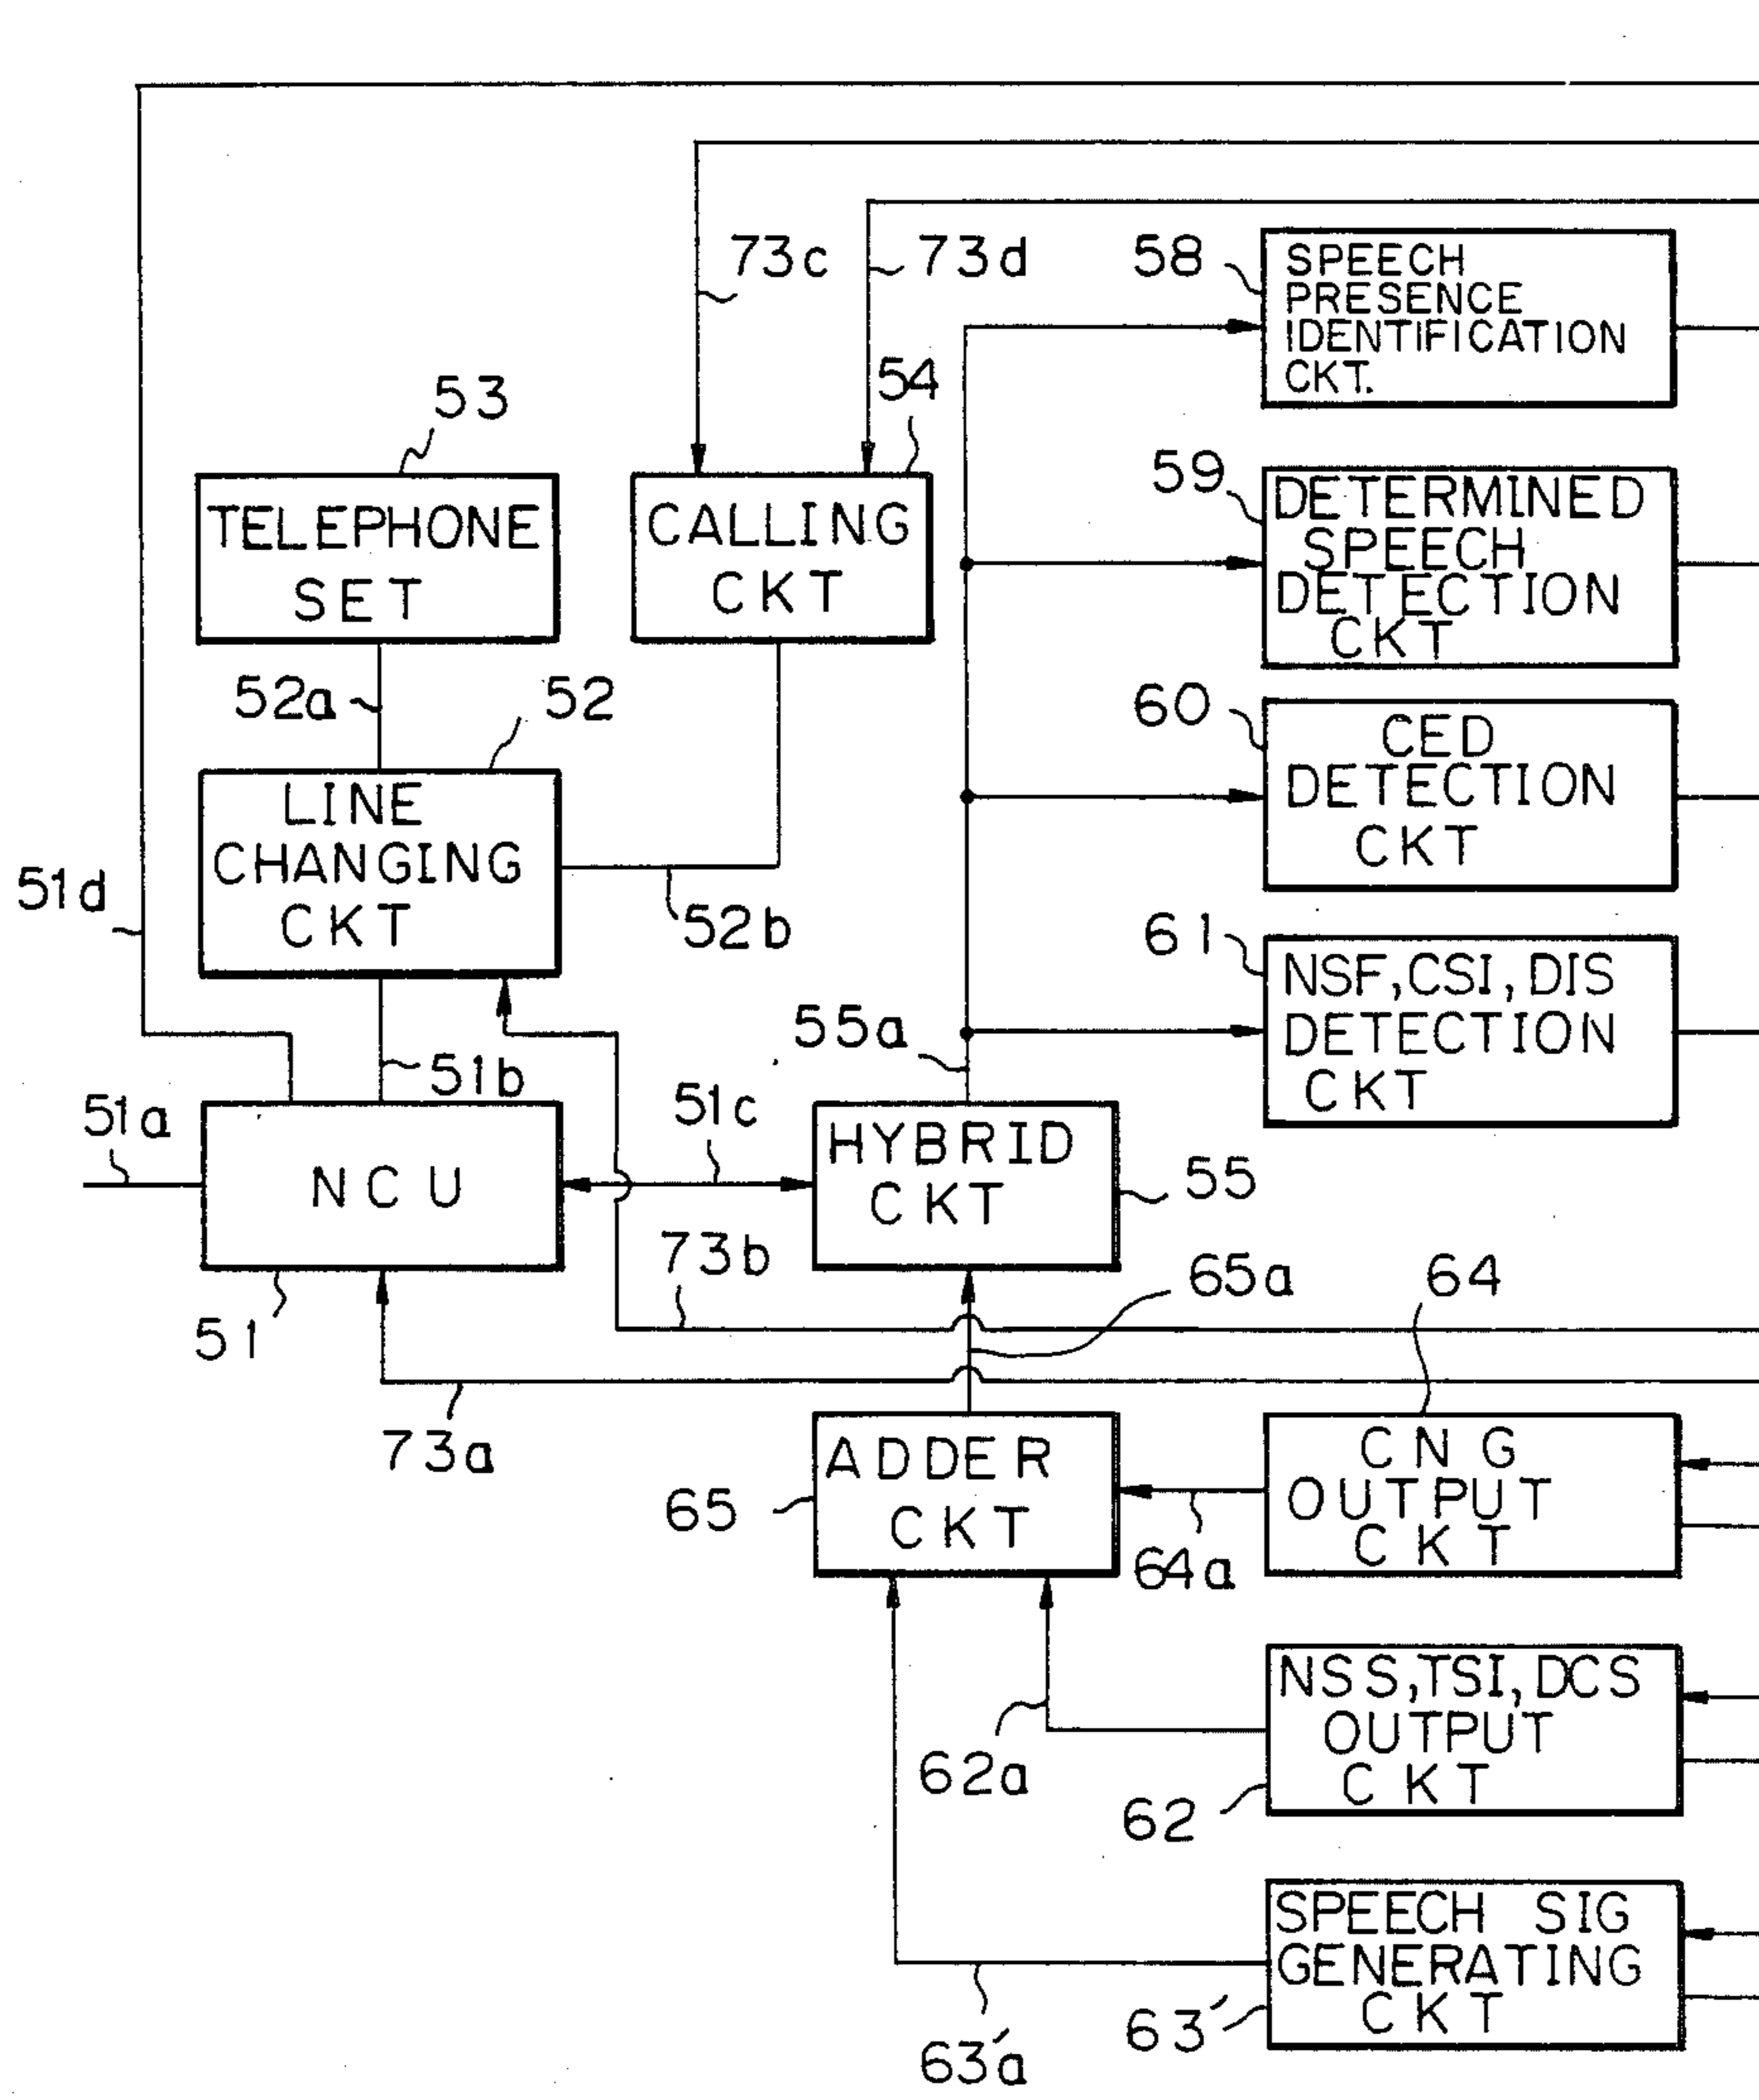 73c
73d
58
SPEECH
PRESENCE
IDENTIFICATION
CKT.
53
54
59
TELEPHONE
SET
CALLING
CKT
DETERMINED
SPEECH
DETECTION
CKT
52a
52
60
CED
DETECTION
CKT
LINE
CHANGING
CKT
51d
52b
61
NSF, CSI, DIS
DETECTION
CKT
55a
51b
51a
51c
NCU
HYBRID
CKT
55
73b
65a
64
51
73a
65
ADDER
CKT
CNG
OUTPUT
CKT
64a
62a
NSS, TSI, DCS
OUTPUT
CKT
62
SPEECH SIG
GENERATING
CKT
63'
63'a